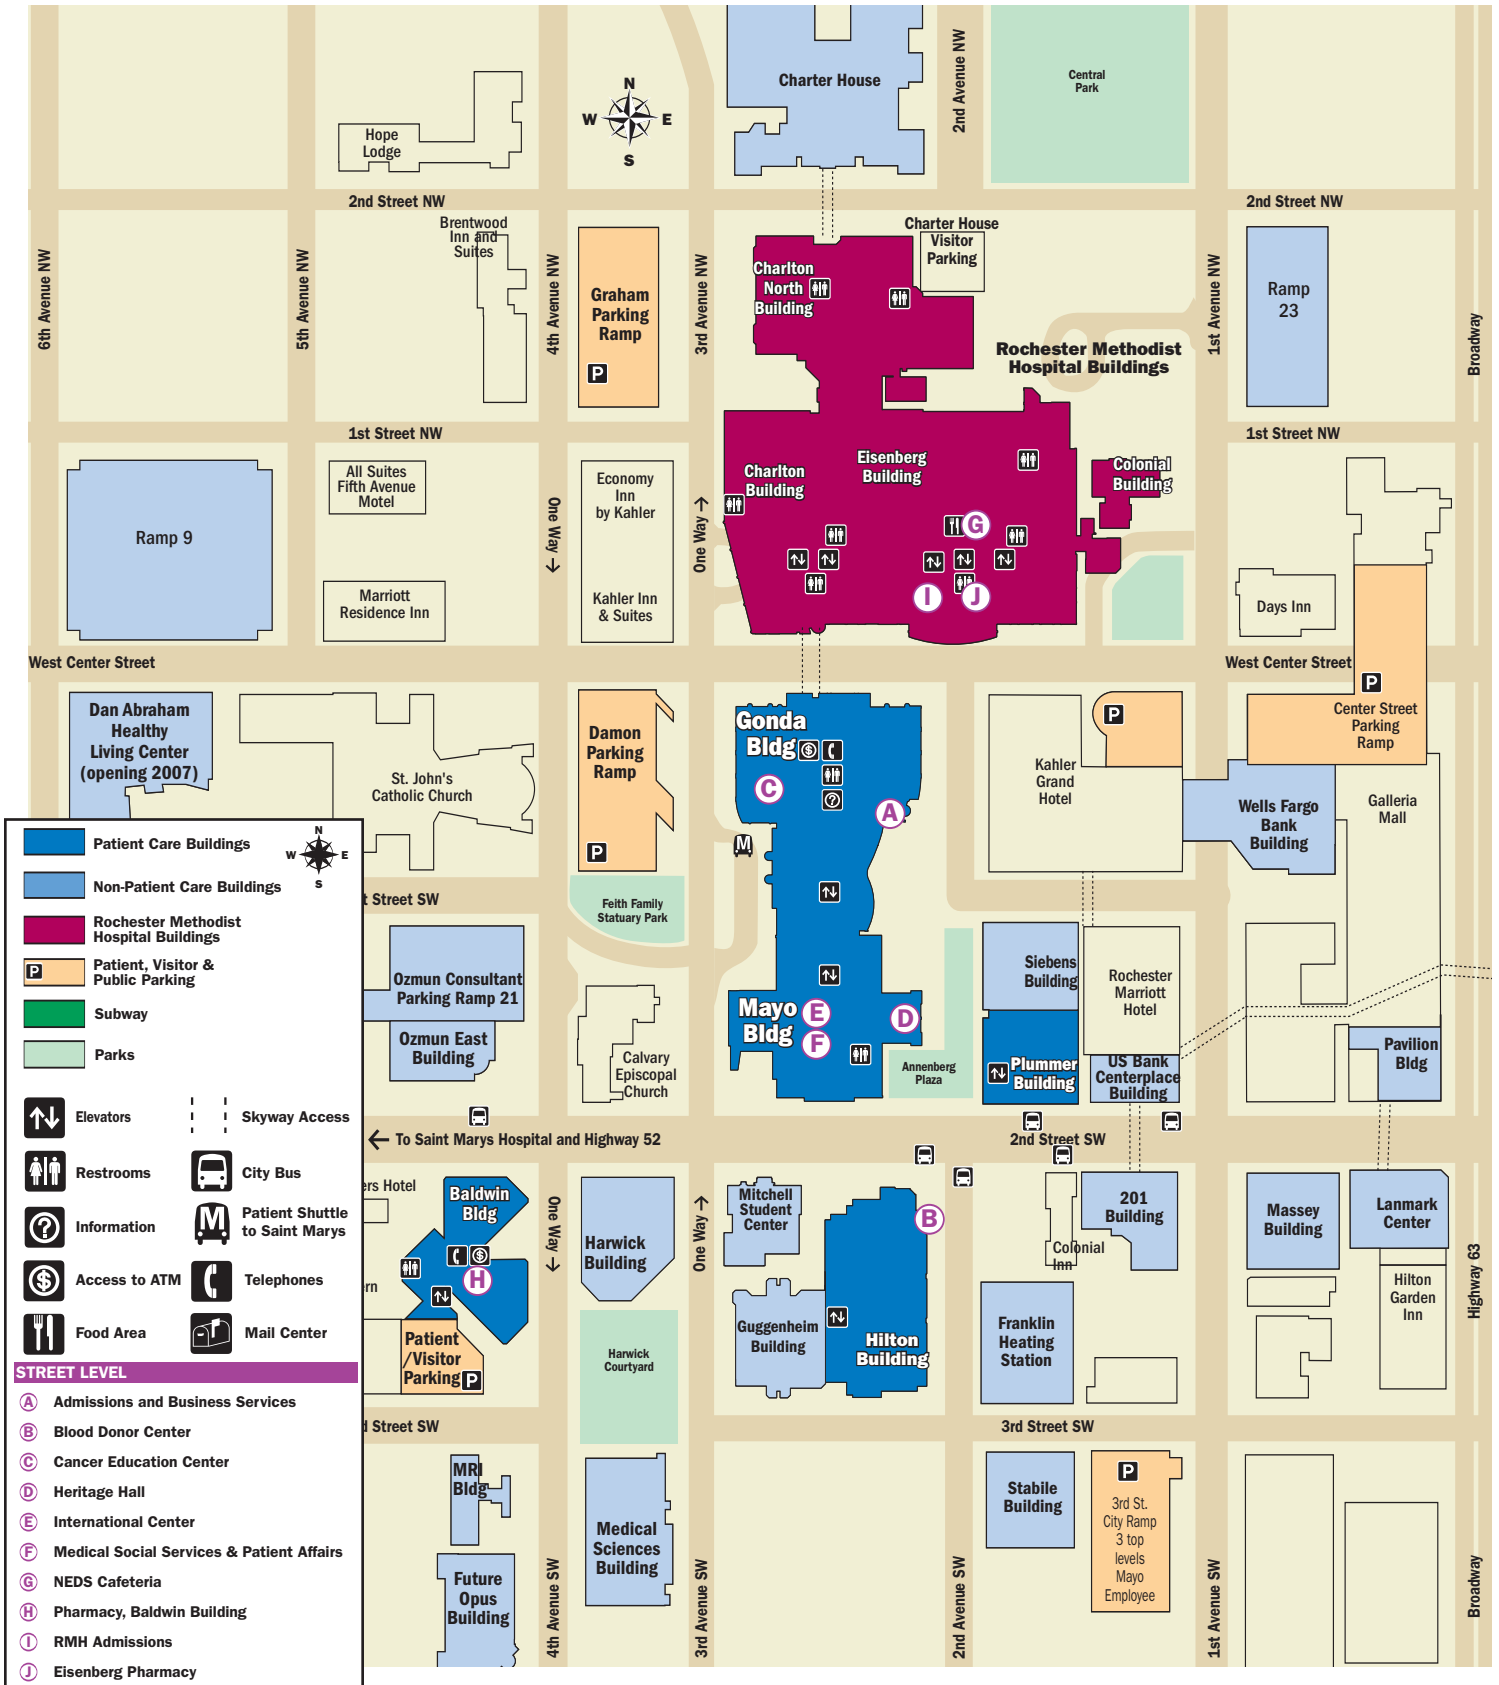 Charter House
2nd Avenue NW
Central
Park
N
W
E
S
Hope
Lodge
2nd Street NW
2nd Street NW
Brentwood
Inn and
Suites
Charter House
Visitor
Parking
6th Avenue NW
5th Avenue NW
4th Avenue NW
3rd Avenue NW
1st Avenue NW
Broadway
Graham
Parking
Ramp
P
Charlton
North
Building
Ramp
23
Rochester Methodist
Hospital Buildings
1st Street NW
1st Street NW
All Suites
Fifth Avenue
Motel
Economy
Inn
by Kahler
Charlton
Building
Eisenberg
Building
Colonial
Building
Ramp 9
One Way
One Way
G
Marriott
Residence Inn
Kahler Inn
& Suites
I
J
Days Inn
West Center Street
West Center Street
P
Center Street
Parking
Ramp
Dan Abraham
Healthy
Living Center
(opening 2007)
St. John's
Catholic Church
Damon
Parking
Ramp
P
Gonda
Bldg
$
?
C
A
M
P
Kahler
Grand
Hotel
Wells Fargo
Bank
Building
Galleria
Mall
t Street SW
Feith Family
Statuary Park
Ozmun Consultant
Parking Ramp 21
Ozmun East
Building
Calvary
Episcopal
Church
Mayo
Bldg
E
F
D
Annenberg
Plaza
Siebens
Building
Plummer
Building
Rochester
Marriott
Hotel
US Bank
Centerplace
Building
Pavilion
Bldg
To Saint Marys Hospital and Highway 52
2nd Street SW
ers Hotel
Baldwin
Bldg
$
H
rn
Patient
/Visitor
Parking
P
One Way
One Way
Harwick
Building
Harwick
Courtyard
Mitchell
Student
Center
B
Guggenheim
Building
Hilton
Building
Colonial
Inn
201
Building
Franklin
Heating
Station
Massey
Building
Lanmark
Center
Hilton
Garden
Inn
Highway 63
d Street SW
3rd Street SW
MRI
Bldg
Future
Opus
Building
Medical
Sciences
Building
Stabile
Building
P
3rd St.
City Ramp
3 top
levels
Mayo
Employee
4th Avenue SW
3rd Avenue SW
2nd Avenue SW
1st Avenue SW
Broadway
N
W
E
S
Patient Care Buildings
Non-Patient Care Buildings
Rochester Methodist
Hospital Buildings
P
Patient, Visitor &
Public Parking
Subway
Parks
Elevators
Skyway Access
Restrooms
City Bus
?
Information
M
Patient Shuttle
to Saint Marys
$
Access to ATM
Telephones
Food Area
Mail Center
STREET LEVEL
A Admissions and Business Services
B Blood Donor Center
C Cancer Education Center
D Heritage Hall
E International Center
F Medical Social Services & Patient Affairs
G NEDS Cafeteria
H Pharmacy, Baldwin Building
I RMH Admissions
J Eisenberg Pharmacy